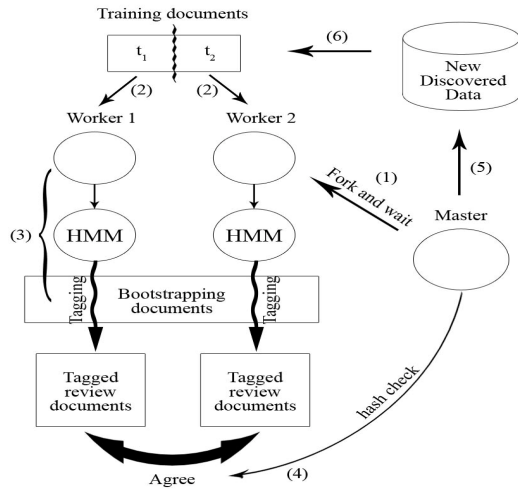 Training documents
t1
t2
(6)
New
Discovered
Data
(2)
(2)
Worker 1
Worker 2
(1)
Fork and wait
(5)
Master
(3)
HMM
HMM
Tagging
Bootstrapping
documents
Tagging
Tagged
review
documents
Tagged
review
documents
hash check
(4)
Agree